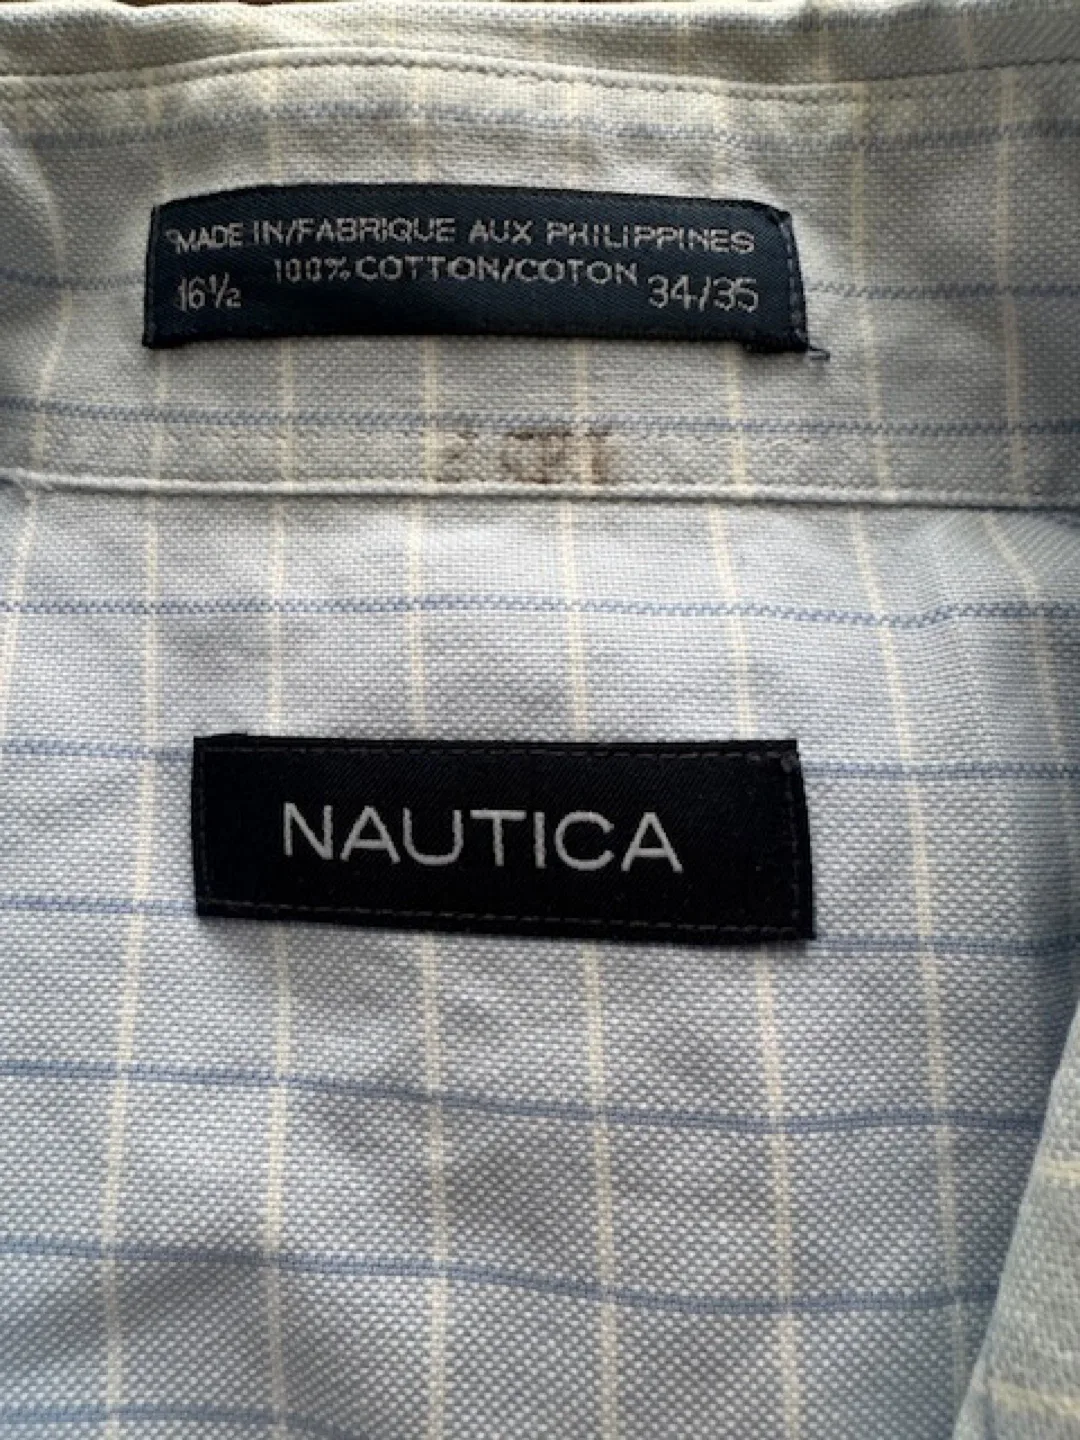 MADE IN/FABRIQUE AUX PHILIPPINES
100% COTTON/COTON
16½ 34/35
NAUTICA